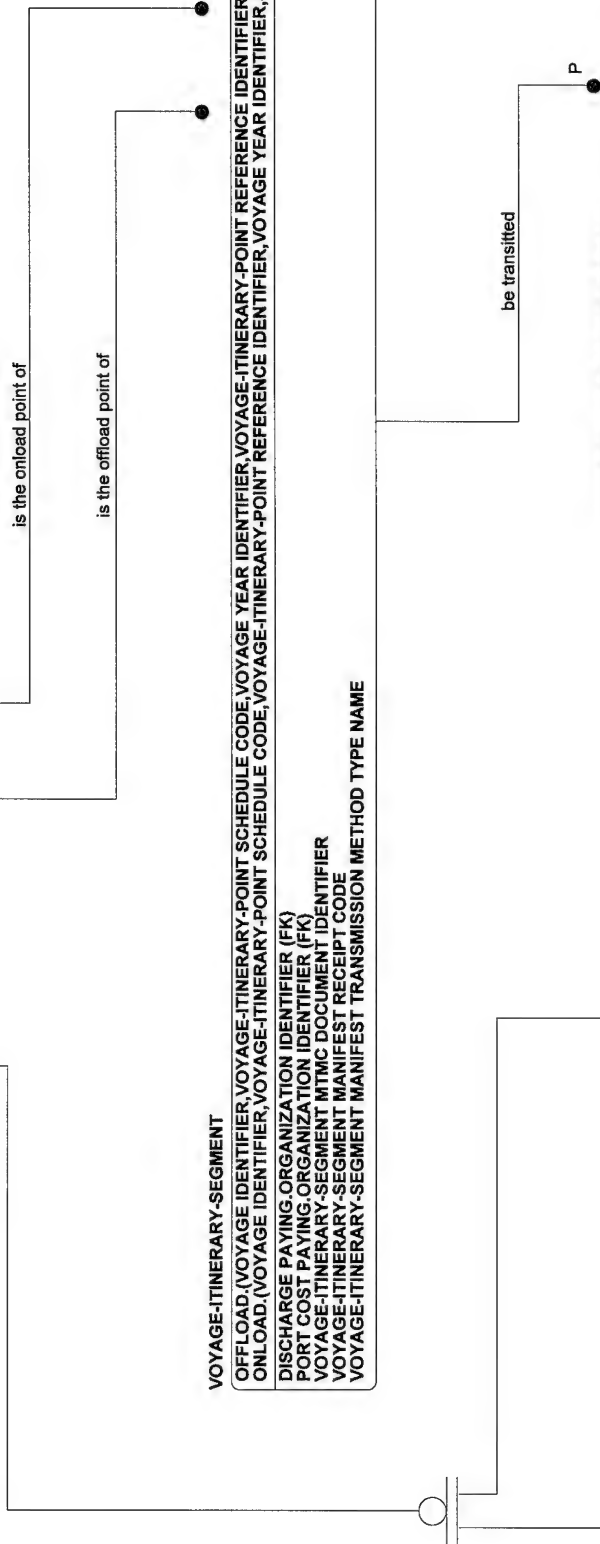 is the onload point of
is the offload point of
VOYAGE-ITINERARY-SEGMENT
OFFLOAD.(VOYAGE IDENTIFIER,VOYAGE-ITINERARY-POINT SCHEDULE CODE,VOYAGE YEAR IDENTIFIER,VOYAGE-ITINERARY-POINT REFERENCE IDENTIFIER
ONLOAD.(VOYAGE IDENTIFIER,VOYAGE-ITINERARY-POINT SCHEDULE CODE,VOYAGE-ITINERARY-POINT REFERENCE IDENTIFIER,VOYAGE YEAR IDENTIFIER,
DISCHARGE PAYING.ORGANIZATION IDENTIFIER (FK)
PORT COST PAYING.ORGANIZATION IDENTIFIER (FK)
VOYAGE-ITINERARY-SEGMENT MTMC DOCUMENT IDENTIFIER
VOYAGE-ITINERARY-SEGMENT MANIFEST RECEIPT CODE
VOYAGE-ITINERARY-SEGMENT MANIFEST TRANSMISSION METHOD TYPE NAME
be transitted
P